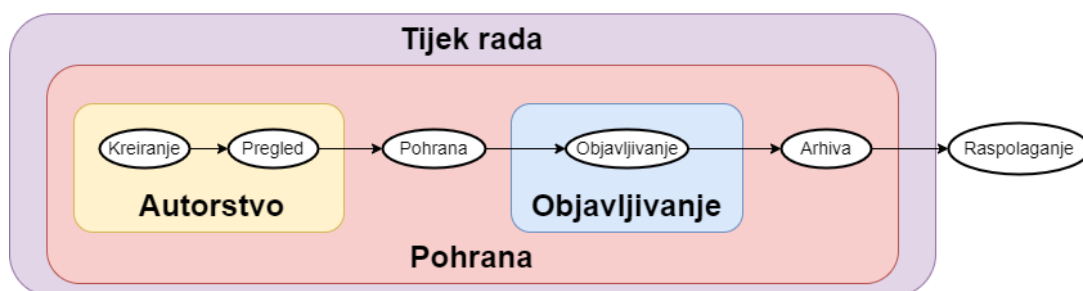 Tijek rada
Kreiranje
Pregled
Pohrana
Objavljivanje
Arhiva
Raspolaganje
Autorstvo
Objavljivanje
Pohrana